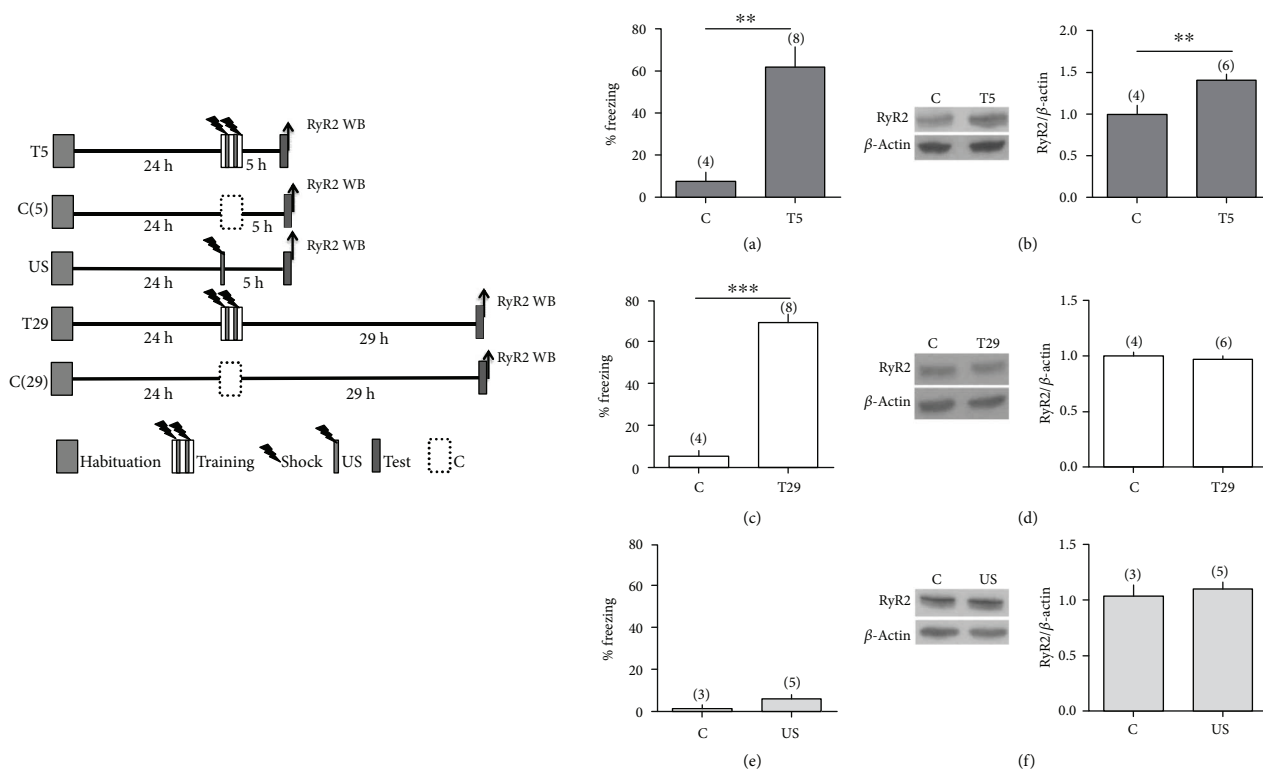 T5
24 h
5 h
RyR2 WB
C(5)
24 h
5 h
RyR2 WB
US
24 h
5 h
RyR2 WB
T29
24 h
29 h
RyR2 WB
C(29)
24 h
29 h
RyR2 WB
Habituation
Training
Shock
US
Test
C
% freezing
80
60
40
20
0
**
(4)
(8)
C
T5
(a)
C T5
RyR2
β-Actin
RyR2/β-actin
2.0
1.5
1.0
0.5
0.0
**
(4)
(6)
C
T5
(b)
% freezing
80
60
40
20
0
***
(4)
(8)
C
T29
(c)
C T29
RyR2
β-Actin
RyR2/β-actin
1.5
1.0
0.5
0.0
(4)
(6)
C
T29
(d)
% freezing
80
60
40
20
0
(3)
(5)
C
US
(e)
C US
RyR2
β-Actin
RyR2/β-actin
1.5
1.0
0.5
0.0
(3)
(5)
C
US
(f)